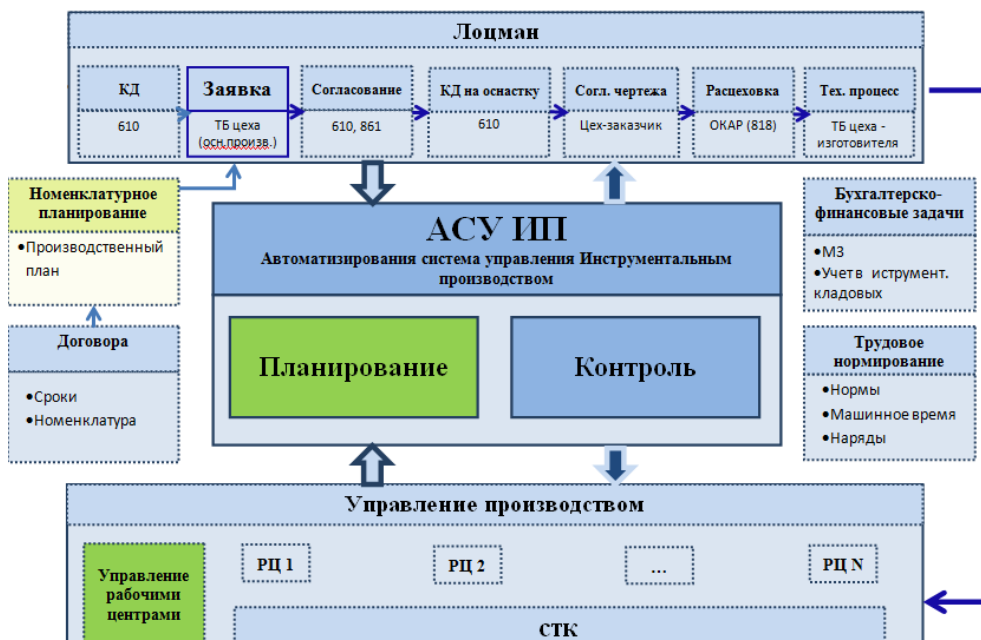 Лоцман
КД
610
Заявка
ТБ цеха
(осн.произв.)
Согласование
610, 861
КД на оснастку
610
Согл. чертежа
Цех-заказчик
Расцеховка
ОКАР (818)
Тех. процесс
ТБ цеха -
изготовителя
Номенклатурное
планирование
•Производственный
план
Договора
•Сроки
•Номенклатура
АСУ ИП
Автоматизирования система управления Инструментальным
производством
Планирование
Контроль
Бухгалтерско-
финансовые задачи
•МЗ
•Учет в иструмент.
кладовых
Трудовое
нормирование
•Нормы
•Машинное время
•Наряды
Управление производством
Управление
рабочими
центрами
РЦ 1
РЦ 2
...
РЦ N
СТК